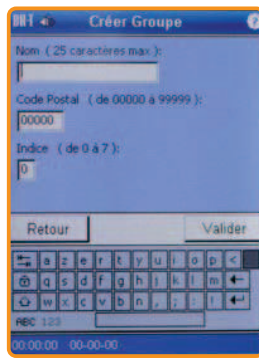 Créer Groupe ?
Nom ( 25 caractères max ):
Code Postal ( de 00000 à 99999 ):
00000
Indice ( de 0 à 7 ):
0
Retour Valider
a z e r t y u i o p <
q s d f g h j k l m
w x c v b n , ; : !
ABC 123
00:00:00 00-00-00